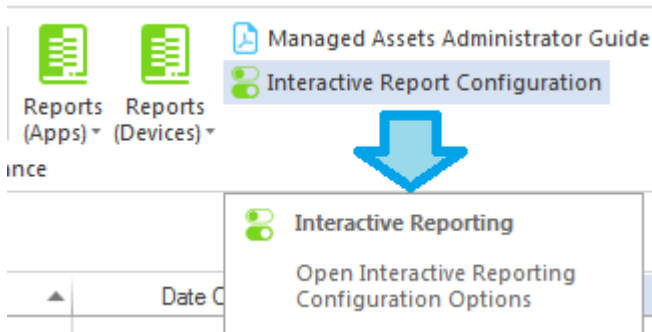 Managed Assets Administrator Guide
Interactive Report Configuration
Reports Reports
(Apps) (Devices)
nce
Interactive Reporting
Open Interactive Reporting
Configuration Options
Date